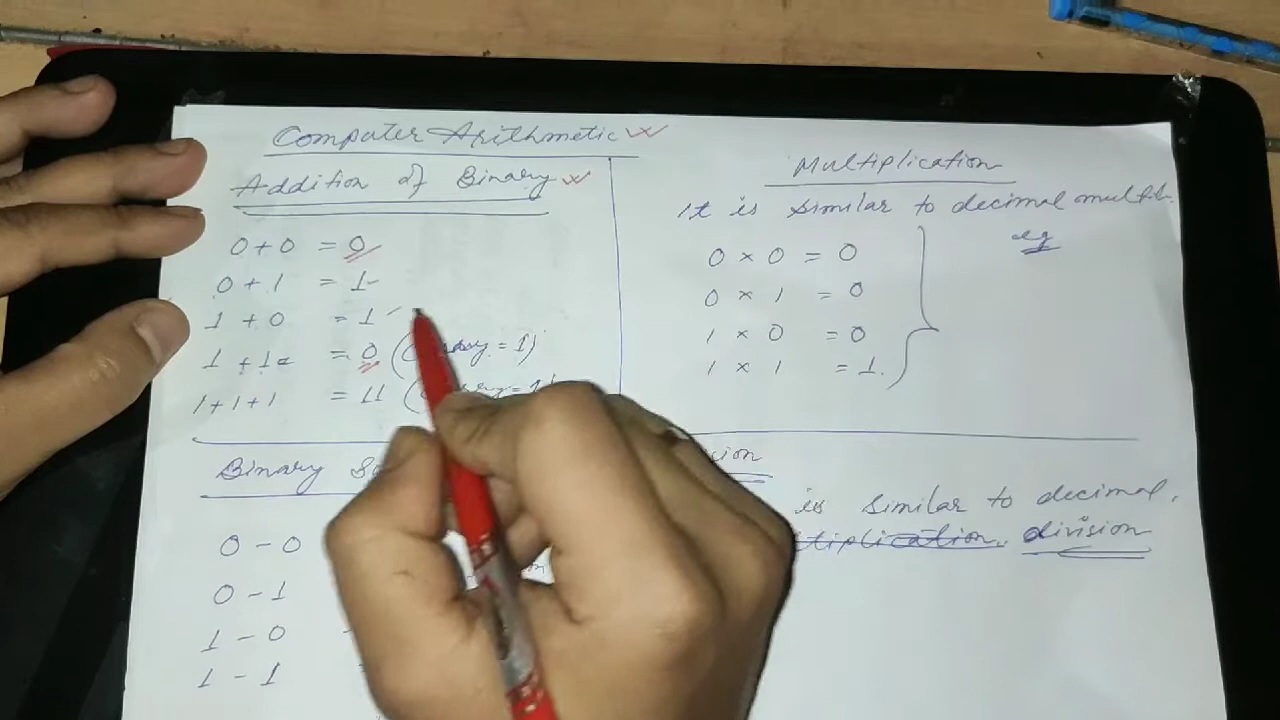 Computer Arithmetic
Addition of Binary
0 + 0 = 0
0 + 1 = 1
1 + 0 = 1
1 + 1 = = 0
1 + 1 + 1 = 11
Multiplication
It is similar to decimal
eg
0 × 0 = 0
0 × 1 = 0
1 × 0 = 0
1 × 1 = 1.
Binary
0 - 0
0 - 1
1 - 0
1 - 1
is similar to decimal.
division